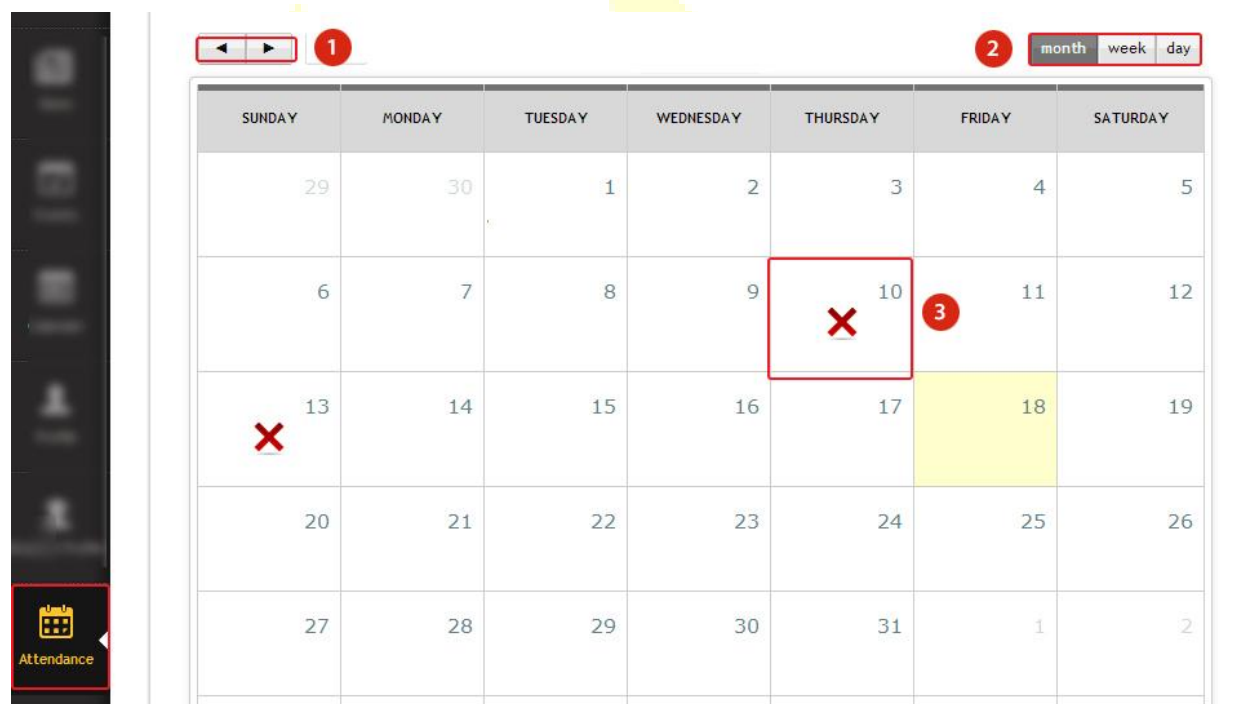 1
2 month week day
SUNDAY MONDAY TUESDAY WEDNESDAY THURSDAY FRIDAY SATURDAY
29 30 1 2 3 4 5
6 7 8 9 10 11 12
3
13 14 15 16 17 18 19
20 21 22 23 24 25 26
27 28 29 30 31 1 2
Attendance